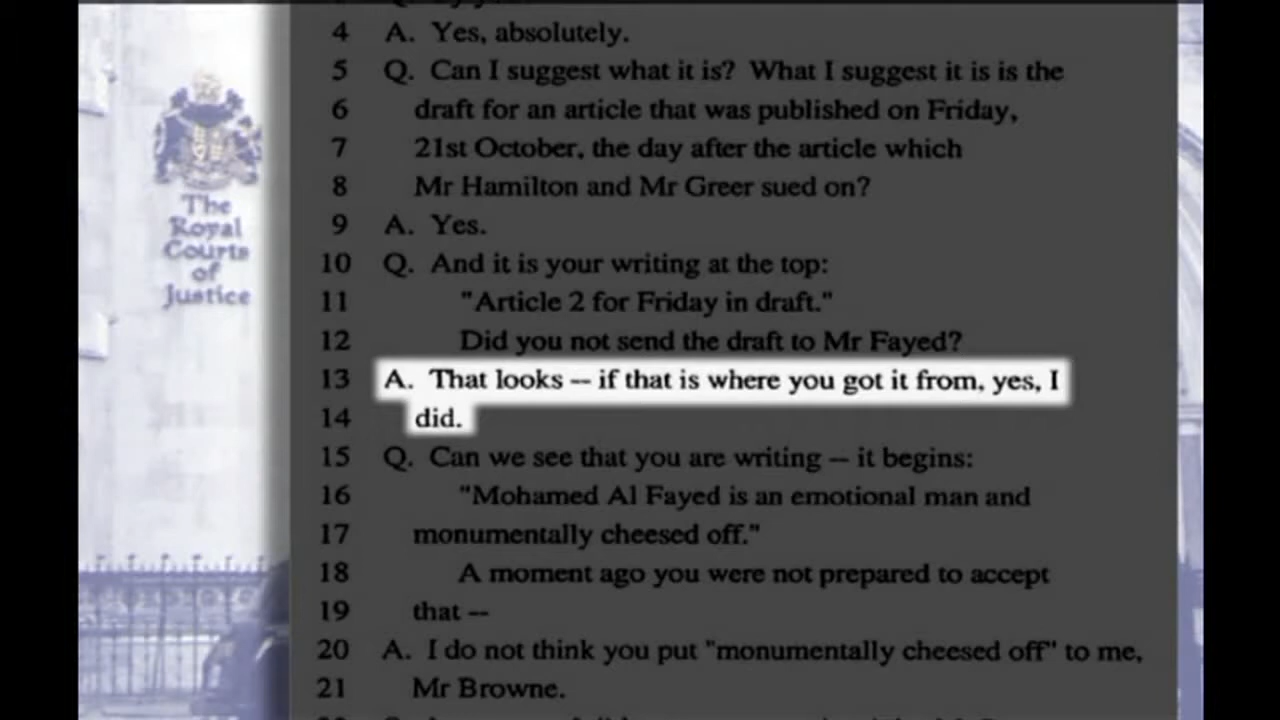 The
Royal
Courts
of
Justice
4 A. Yes, absolutely.
5 Q. Can I suggest what it is? What I suggest it is is the
6 draft for an article that was published on Friday,
7 21st October, the day after the article which
8 Mr Hamilton and Mr Greer sued on?
9 A. Yes.
10 Q. And it is your writing at the top:
11 "Article 2 for Friday in draft."
12 Did you not send the draft to Mr Fayed?
13 A. That looks -- if that is where you got it from, yes, I
14 did.
15 Q. Can we see that you are writing -- it begins:
16 "Mohamed Al Fayed is an emotional man and
17 monumentally cheesed off."
18 A moment ago you were not prepared to accept
19 that --
20 A. I do not think you put "monumentally cheesed off" to me,
21 Mr Browne.